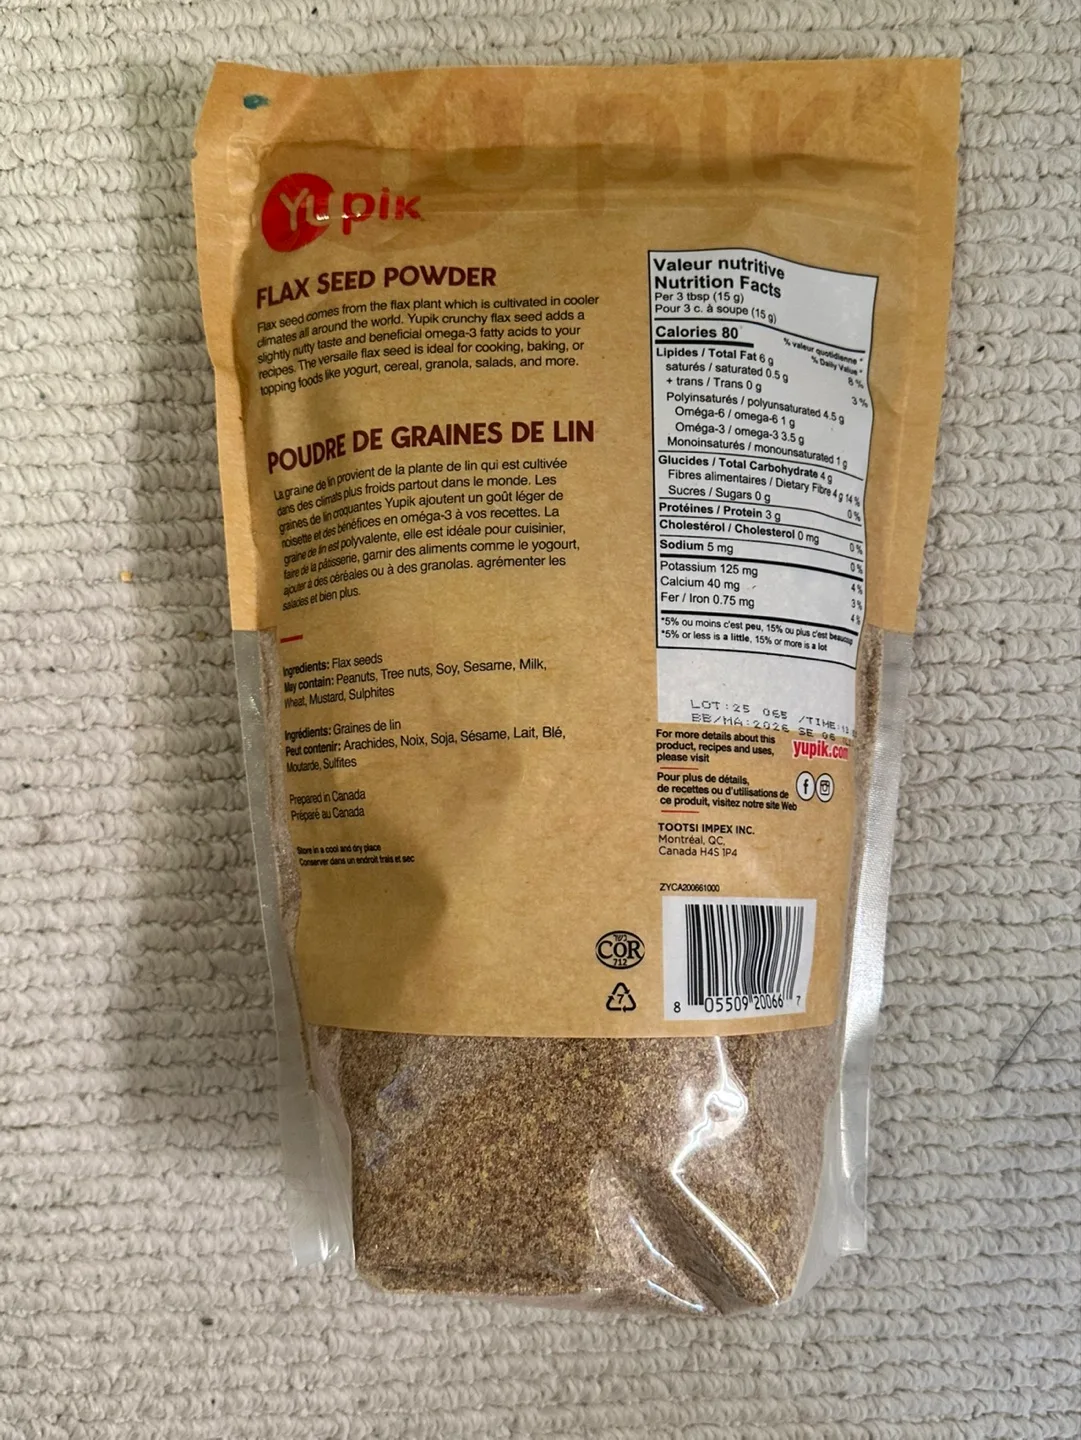 Yupik
Yupik
FLAX SEED POWDER
Flax seed comes from the flax plant which is cultivated in cooler
climates all around the world. Yupik crunchy flax seed adds a
slightly nutty taste and beneficial omega-3 fatty acids to your
recipes. The versaile flax seed is ideal for cooking, baking, or
topping foods like yogurt, cereal, granola, salads, and more.
POUDRE DE GRAINES DE LIN
La graine de lin provient de la plante de lin qui est cultivée
dans des climats plus froids partout dans le monde. Les
graines de lin croquantes Yupik ajoutent un goût léger de
noisette et des bénéfices en oméga-3 à vos recettes. La
graine de lin est polyvalente, elle est idéale pour cuisinier,
faire de la pâtisserie, garnir des aliments comme le yogourt,
ajouter à des céréales ou à des granolas. agrémenter les
salades et bien plus.
Ingredients: Flax seeds
May contain: Peanuts, Tree nuts, Soy, Sesame, Milk,
Wheat, Mustard, Sulphites
Ingrédients: Graines de lin
Peut contenir: Arachides, Noix, Soja, Sésame, Lait, Blé,
Moutarde, Sulfites
Prepared in Canada
Préparé au Canada
Store in a cool and dry place
Conserver dans un endroit frais et sec
Valeur nutritive
Nutrition Facts
Per 3 tbsp (15 g)
Pour 3 c. à soupe (15 g)
Calories 80
% valeur quotidienne *
% Daily Value *
Lipides / Total Fat 6 g 8 %
saturés / saturated 0.5 g
+ trans / Trans 0 g 3 %
Polyinsaturés / polyunsaturated 4.5 g
Oméga-6 / omega-6 1 g
Oméga-3 / omega-3 3.5 g
Monoinsaturés / monounsaturated 1 g
Glucides / Total Carbohydrate 4 g
Fibres alimentaires / Dietary Fibre 4 g 14 %
Sucres / Sugars 0 g 0 %
Protéines / Protein 3 g
Cholestérol / Cholesterol 0 mg 0 %
Sodium 5 mg 0 %
Potassium 125 mg 4 %
Calcium 40 mg 3 %
Fer / Iron 0.75 mg 4 %
*5% ou moins c'est peu, 15% ou plus c'est beaucoup
*5% or less is a little, 15% or more is a lot
LOT:25 065 /TIME:13
BB/MA:2026 SE 06
For more details about this
product, recipes and uses,
please visit
yupik.com
Pour plus de détails,
de recettes ou d'utilisations de
ce produit, visitez notre site Web
f
TOOTSI IMPEX INC.
Montréal, QC,
Canada H4S 1P4
ZYCA200661000
COR
712
7
8 05509 20066 7